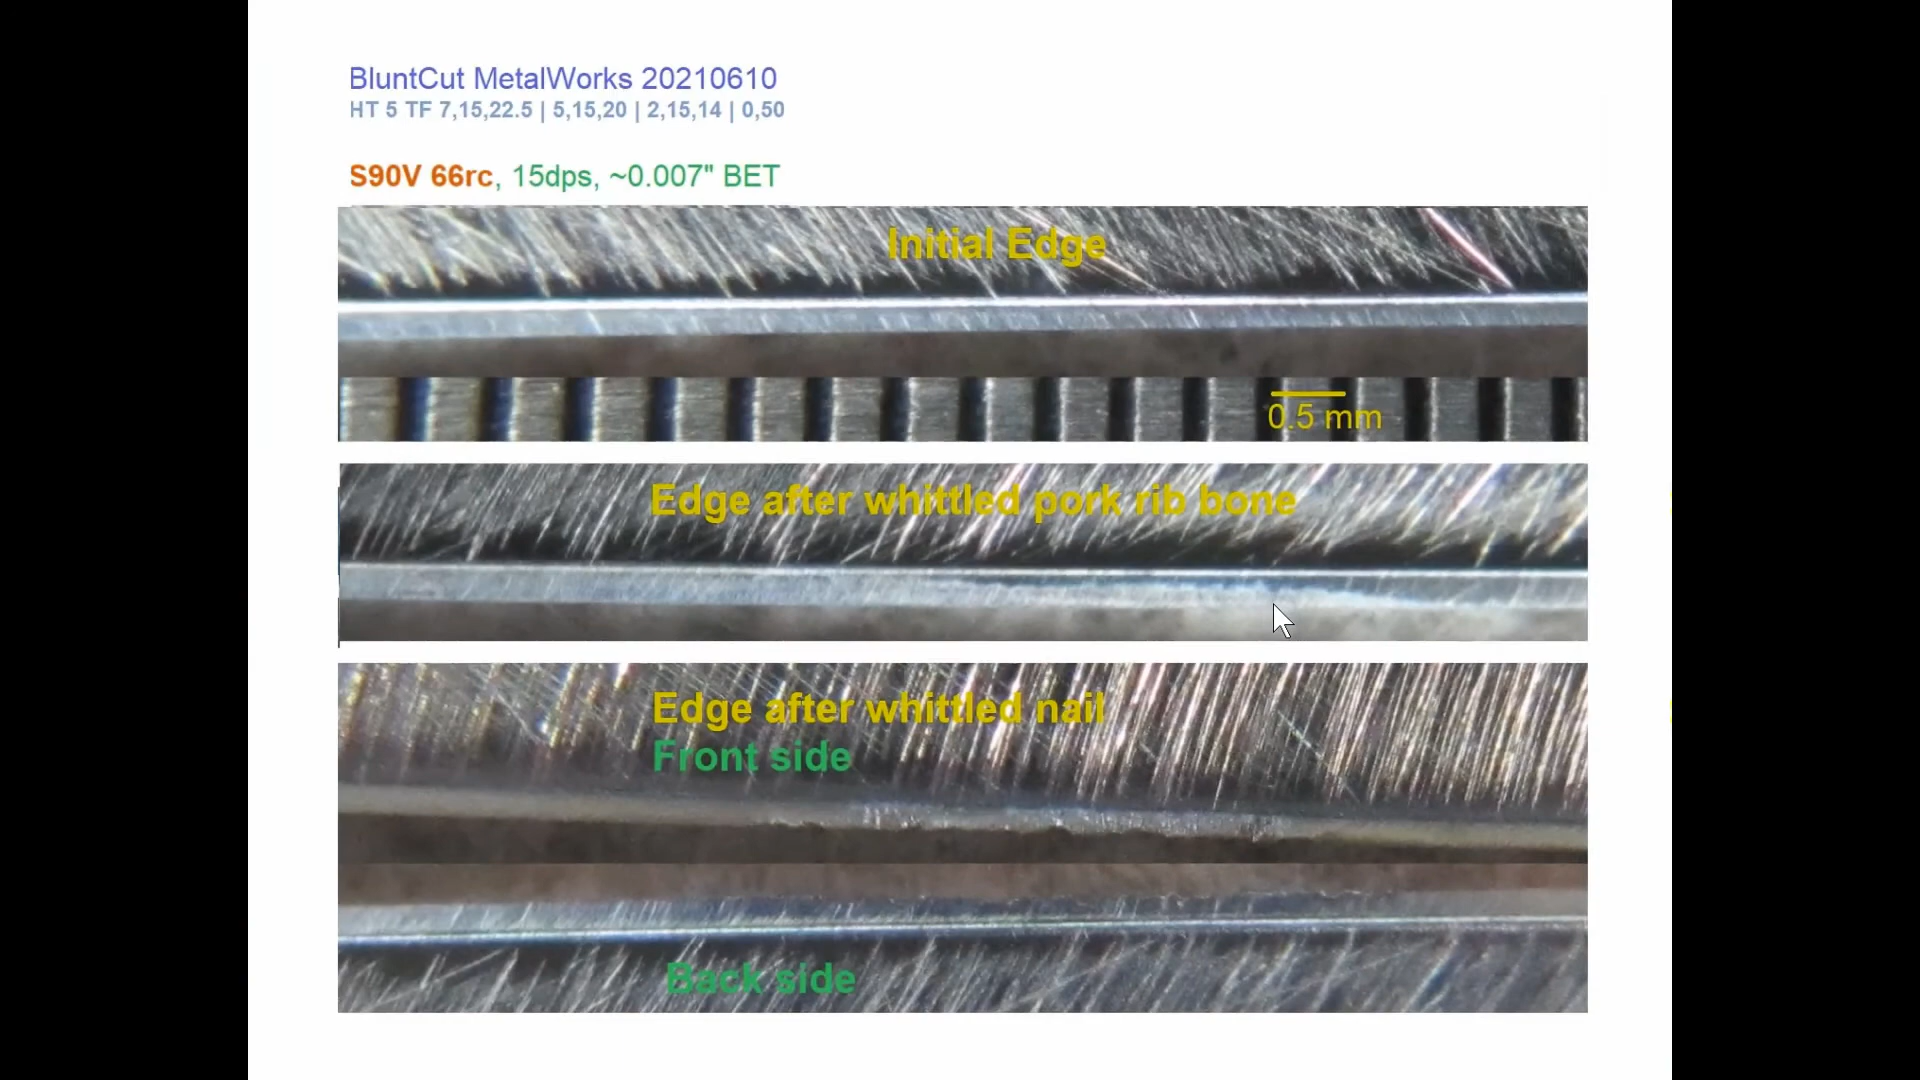 BluntCut MetalWorks 20210610
HT 5 TF 7,15,22.5 | 5,15,20 | 2,15,14 | 0,50
S90V 66rc, 15dps, ~0.007" BET
Initial Edge
0.5 mm
Edge after whittled pork rib bone
Edge after whittled nail
Front side
Back side